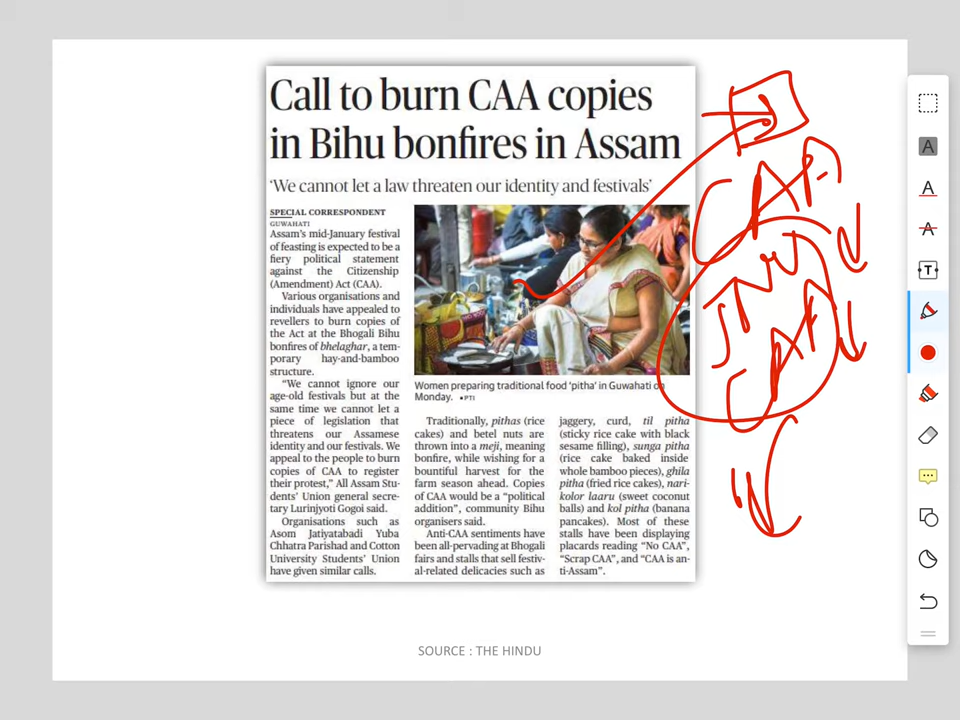 Call to burn CAA copies
in Bihu bonfires in Assam
‘We cannot let a law threaten our identity and festivals’
SPECIAL CORRESPONDENT
GUWAHATI
Assam's mid-January festival
of feasting is expected to be a
fiery political statement
against the Citizenship
(Amendment) Act (CAA).
Various organisations and
individuals have appealed to
revellers to burn copies of
the Act at the Bhogali Bihu
bonfires of bhelaghar, a tem-
porary hay-and-bamboo
structure.
“We cannot ignore our
age-old festivals but at the
same time we cannot let a
piece of legislation that
threatens our Assamese
identity and our festivals. We
appeal to the people to burn
copies of CAA to register
their protest,” All Assam Stu-
dents' Union general secre-
tary Lurinjyoti Gogoi said.
Organisations such as
Asom Jatiyatabadi Yuba
Chhatra Parishad and Cotton
University Students' Union
have given similar calls.
Women preparing traditional food ‘pitha’ in Guwahati on
Monday. •PTI
Traditionally, pithas (rice
cakes) and betel nuts are
thrown into a meji, meaning
bonfire, while wishing for a
bountiful harvest for the
farm season ahead. Copies
of CAA would be a “political
addition”, community Bihu
organisers said.
Anti-CAA sentiments have
been all-pervading at Bhogali
fairs and stalls that sell festiv-
al-related delicacies such as
jaggery, curd, til pitha
(sticky rice cake with black
sesame filling), sunga pitha
(rice cake baked inside
whole bamboo pieces), ghila
pitha (fried rice cakes), nari-
kolor laaru (sweet coconut
balls) and kol pitha (banana
pancakes). Most of these
stalls have been displaying
placards reading “No CAA”,
“Scrap CAA”, and “CAA is an-
ti-Assam”.
CAA
CAA
SOURCE : THE HINDU
A
A
A
T